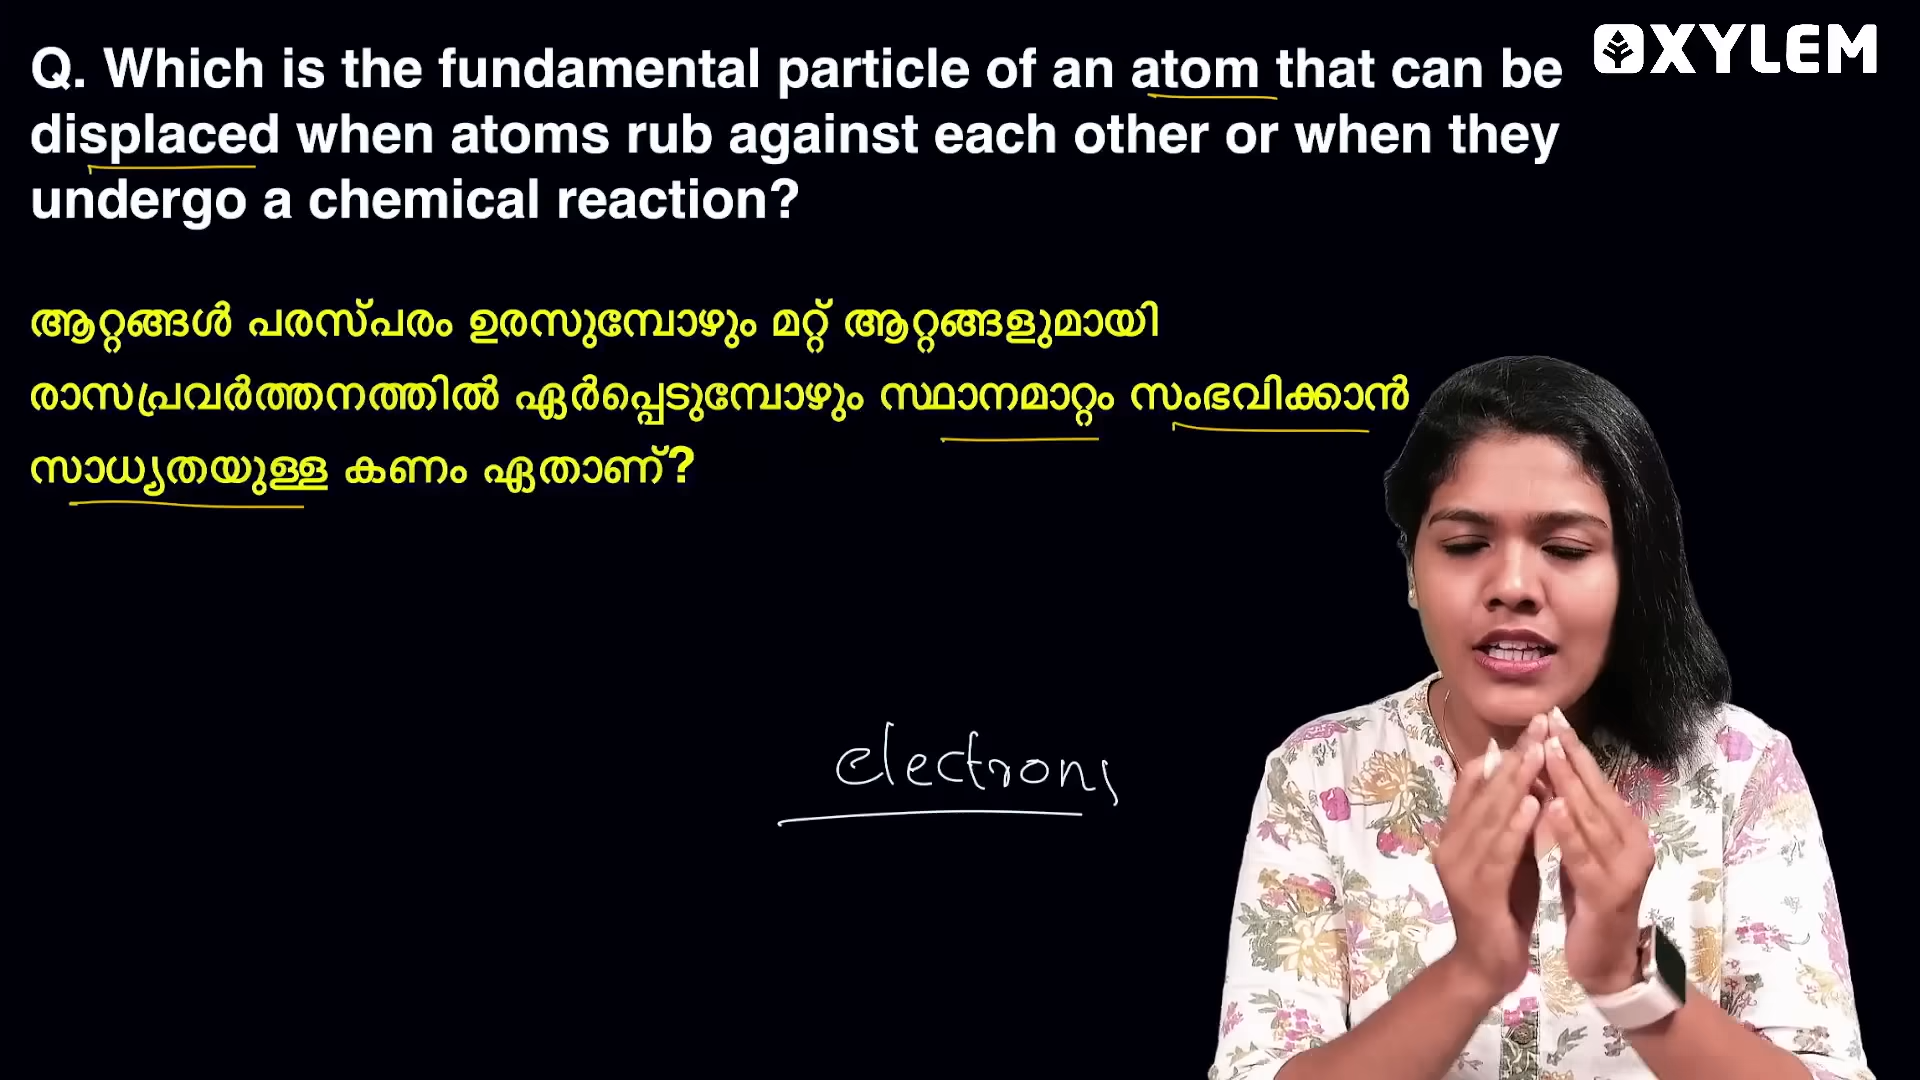 XYLEM
Q. Which is the fundamental particle of an atom that can be
displaced when atoms rub against each other or when they
undergo a chemical reaction?
ആറ്റങ്ങൾ പരസ്പരം ഉരസുമ്പോഴും മറ്റ് ആറ്റങ്ങളുമായി
രാസപ്രവർത്തനത്തിൽ ഏർപ്പെടുമ്പോഴും സ്ഥാനമാറ്റം സംഭവിക്കാൻ
സാധ്യതയുള്ള കണം ഏതാണ്?
electrons